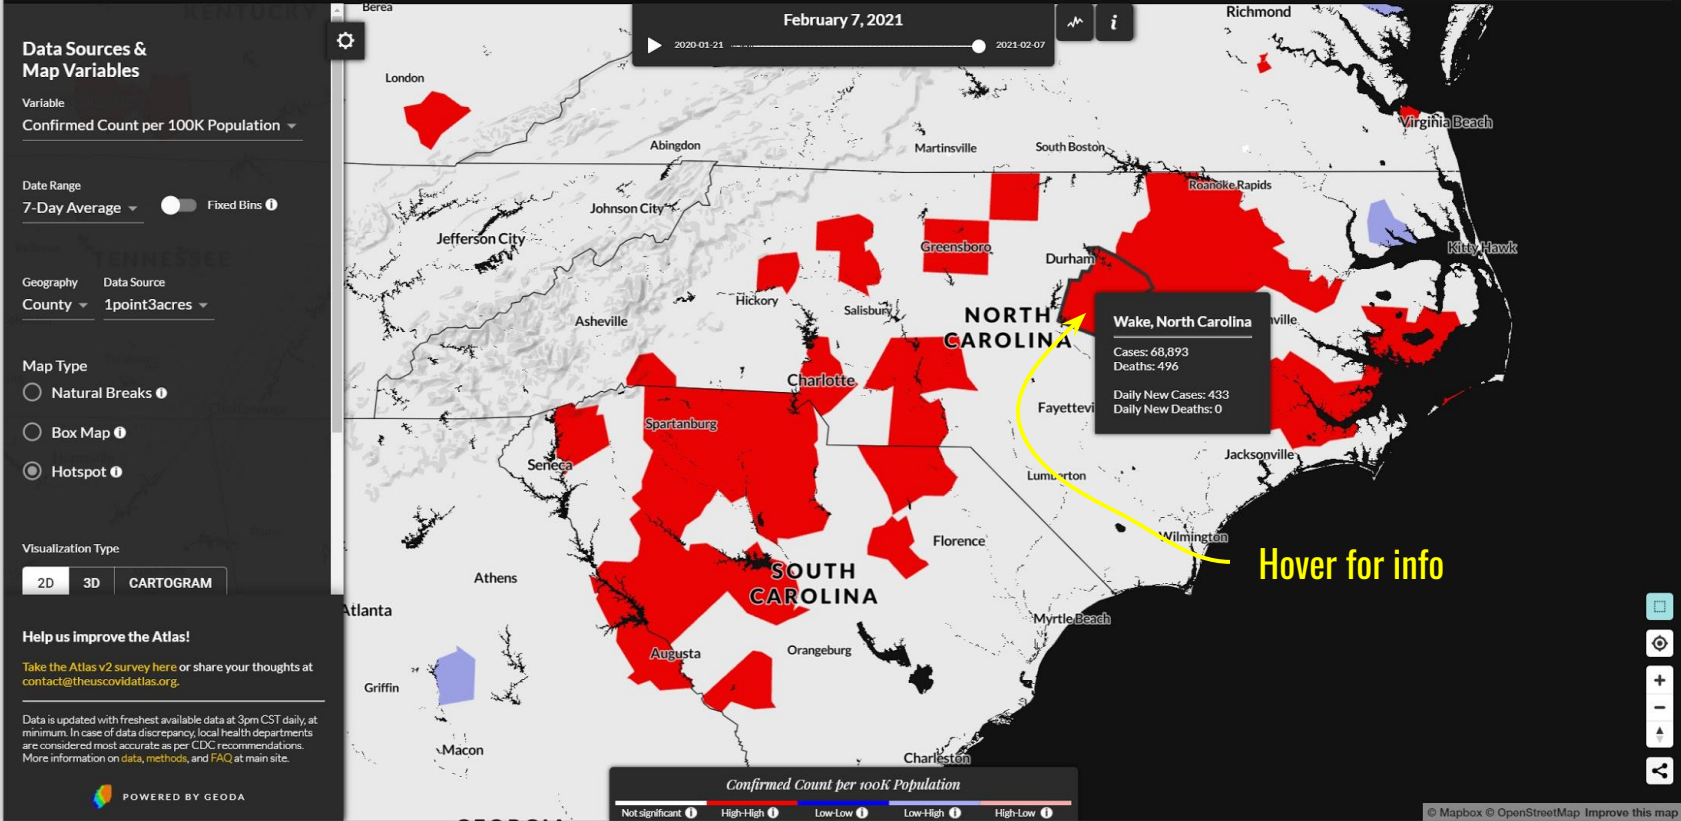 KENTUCKY
Data Sources &
Map Variables
Variable
Confirmed Count per 100K Population
Date Range
7-Day Average
Fixed Bins
TENNESSEE
Geography
Data Source
County
1point3acres
Map Type
Natural Breaks
Box Map
Hotspot
Visualization Type
2D
3D
CARTOGRAM
Help us improve the Atlas!
Take the Atlas v2 survey here or share your thoughts at
contact@theuscovidatlas.org.
Data is updated with freshest available data at 3pm CST daily, at
minimum. In case of data discrepancy, local health departments
are considered most accurate as per CDC recommendations.
More information on data, methods, and FAQ at main site.
POWERED BY GEODA
February 7, 2021
2020-01-21
2021-02-07
i
Berea
Richmond
London
Virginia Beach
Abingdon
Martinsville
South Boston
Roanoke Rapids
Johnson City
Jefferson City
Greensboro
Durham
Kitty Hawk
Hickory
Salisbury
Asheville
NORTH
CAROLINA
Wake, North Carolina
Cases: 68,893
Deaths: 496
Daily New Cases: 433
Daily New Deaths: 0
ville
Charlotte
Fayettevi
Spartanburg
Seneca
Jacksonville
Lumberton
Wilmington
Florence
Hover for info
SOUTH
CAROLINA
Athens
Atlanta
Myrtle Beach
Augusta
Orangeburg
Griffin
Macon
Charleston
GEORGIA
Confirmed Count per 100K Population
Not significant
High-High
Low-Low
Low-High
High-Low
© Mapbox © OpenStreetMap Improve this map